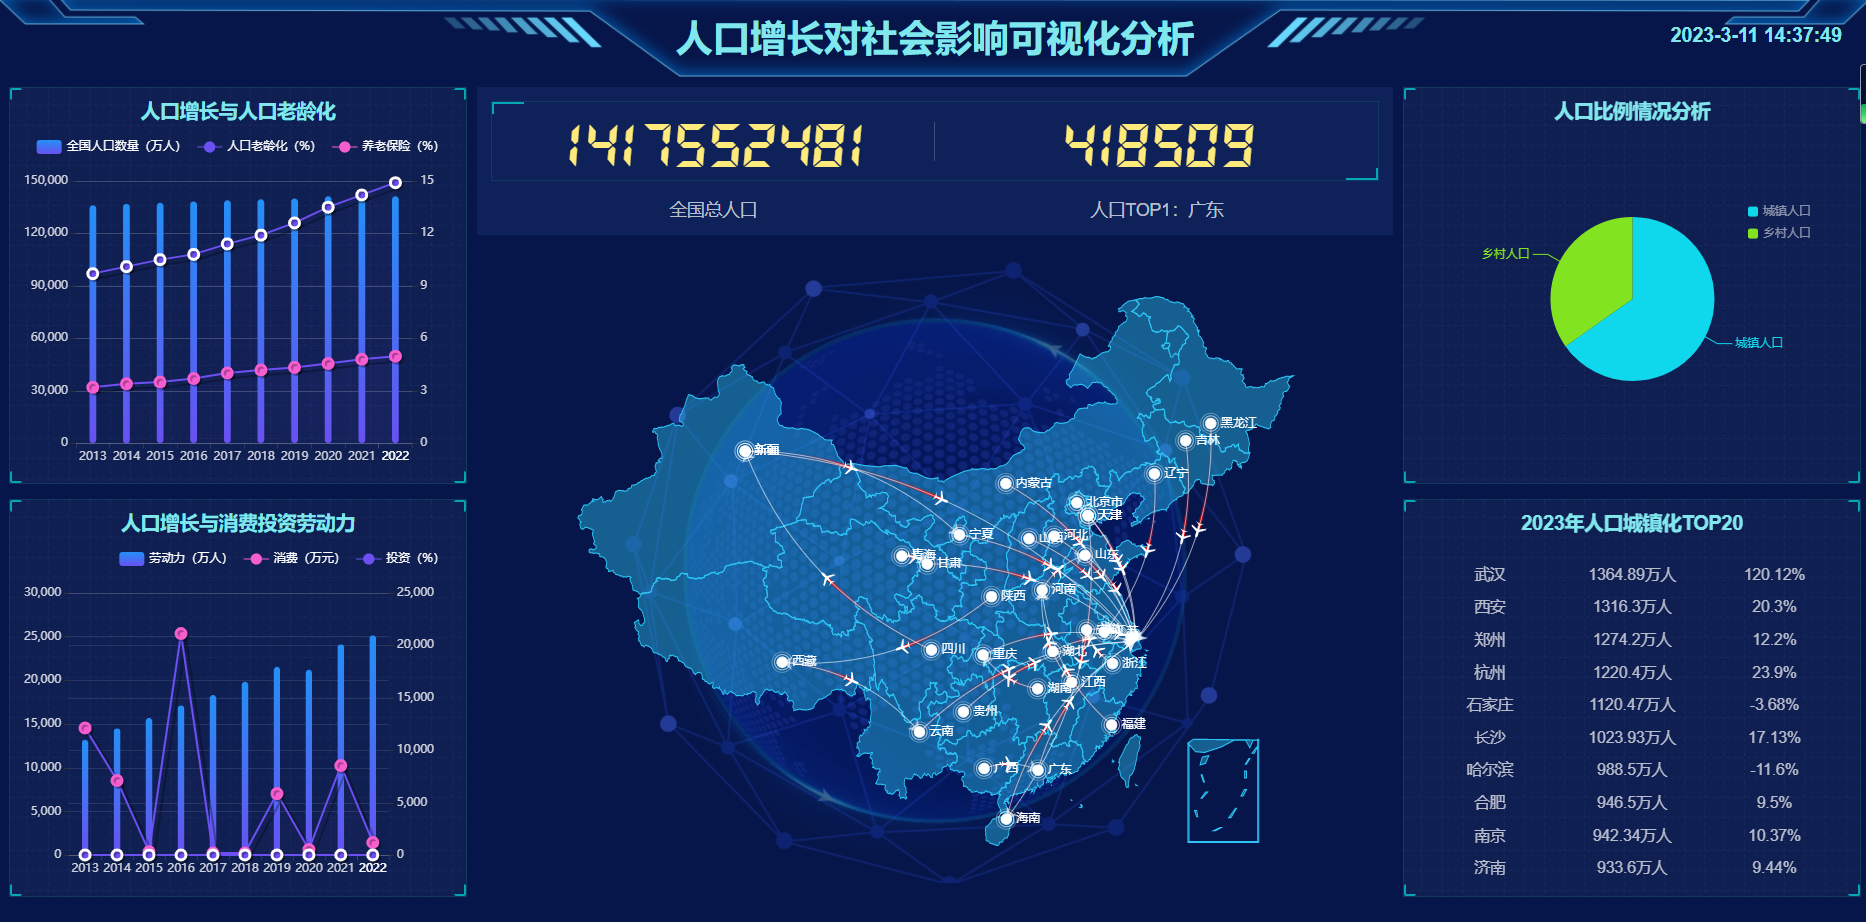 人口增长对社会影响可视化分析
2023-3-11 14:37:49
人口增长与人口老龄化
全国人口数量（万人） 人口老龄化（%） 养老保险（%）
150,000 15
120,000 12
90,000 9
60,000 6
30,000 3
0 0
2013 2014 2015 2016 2017 2018 2019 2020 2021 2022
人口增长与消费投资劳动力
劳动力（万人） 消费（万元） 投资（%）
30,000 25,000
25,000 20,000
20,000 15,000
15,000 10,000
10,000 5,000
5,000
0 0
2013 2014 2015 2016 2017 2018 2019 2020 2021 2022
1417552481 418509
全国总人口 人口TOP1：广东
黑龙江
吉林
新疆
辽宁
内蒙古
北京市
天津
宁夏
山西
河北
青海
山东
甘肃
河南
陕西
四川
重庆
湖北
西藏
浙江
江西
湖南
贵州
福建
云南
广西
广东
海南
人口比例情况分析
城镇人口
乡村人口
乡村人口
城镇人口
2023年人口城镇化TOP20
武汉 1364.89万人 120.12%
西安 1316.3万人 20.3%
郑州 1274.2万人 12.2%
杭州 1220.4万人 23.9%
石家庄 1120.47万人 -3.68%
长沙 1023.93万人 17.13%
哈尔滨 988.5万人 -11.6%
合肥 946.5万人 9.5%
南京 942.34万人 10.37%
济南 933.6万人 9.44%